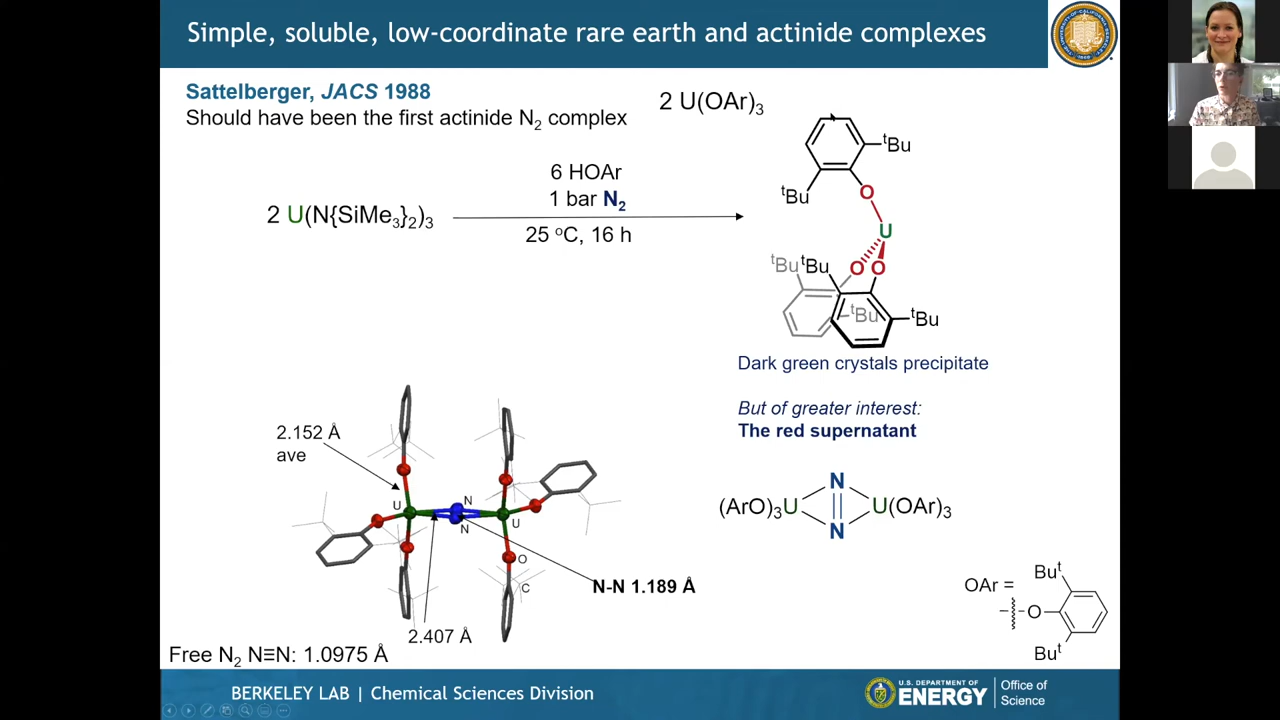 Simple, soluble, low-coordinate rare earth and actinide complexes
Sattelberger, JACS 1988
Should have been the first actinide N₂ complex
2 U(OAr)₃
6 HOAr
1 bar N₂
2 U(N{SiMe₃}₂)₃
25 °C, 16 h
ᵗBu
ᵗBu
O
U
O
O
ᵗBu
ᵗBu
ᵗBu
ᵗBu
Dark green crystals precipitate
But of greater interest:
The red supernatant
2.152 Å
ave
U
N
N
U
O
C
N-N 1.189 Å
2.407 Å
N
(ArO)₃U
U(OAr)₃
N
OAr =
Buᵗ
O
Buᵗ
Free N₂ N≡N: 1.0975 Å
BERKELEY LAB | Chemical Sciences Division
U.S. DEPARTMENT OF
ENERGY
Office of
Science